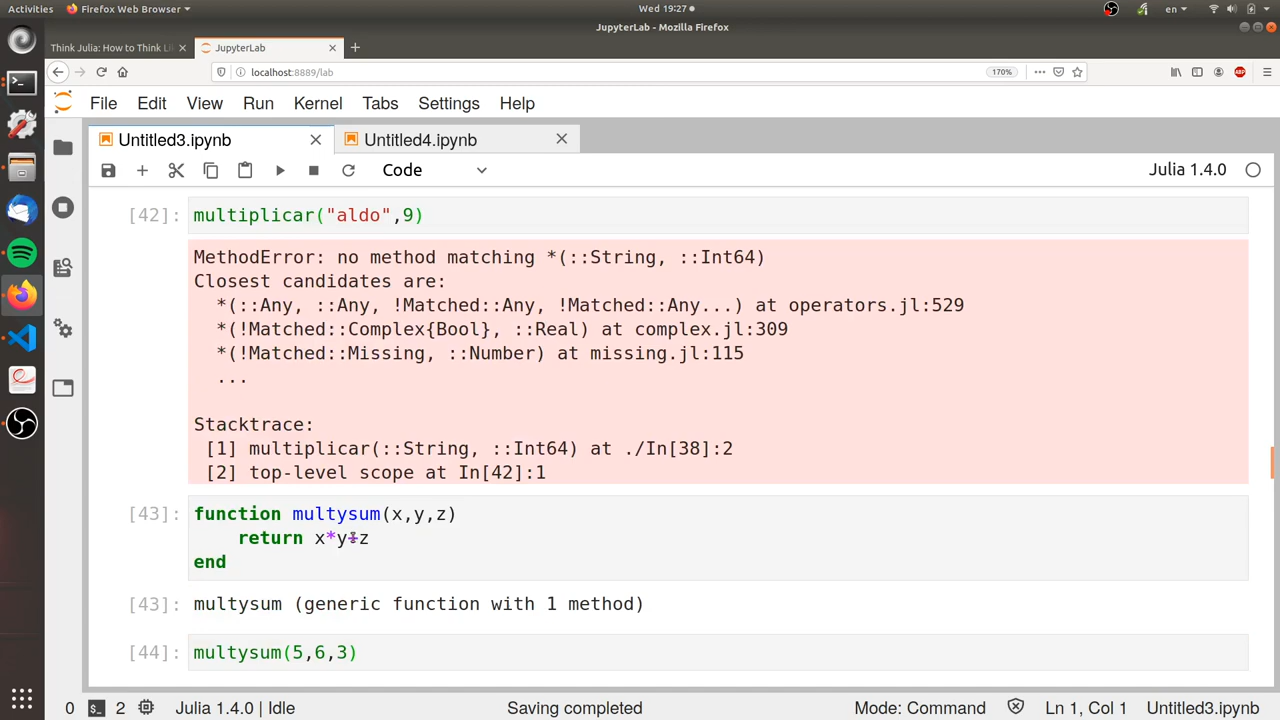 Activities Firefox Web Browser Wed 19:27 en
JupyterLab - Mozilla Firefox
Think Julia: How to Think Li JupyterLab
localhost:8889/lab 170% ABP
File Edit View Run Kernel Tabs Settings Help
Untitled3.ipynb Untitled4.ipynb
Code Julia 1.4.0
[42]: multiplicar("aldo",9)
MethodError: no method matching *(::String, ::Int64)
Closest candidates are:
*(::Any, ::Any, !Matched::Any, !Matched::Any...) at operators.jl:529
*(!Matched::Complex{Bool}, ::Real) at complex.jl:309
*(!Matched::Missing, ::Number) at missing.jl:115
...
Stacktrace:
[1] multiplicar(::String, ::Int64) at ./In[38]:2
[2] top-level scope at In[42]:1
[43]: function multysum(x,y,z)
return x*y+z
end
[43]: multysum (generic function with 1 method)
[44]: multysum(5,6,3)
0 2 Julia 1.4.0 | Idle Saving completed Mode: Command Ln 1, Col 1 Untitled3.ipynb